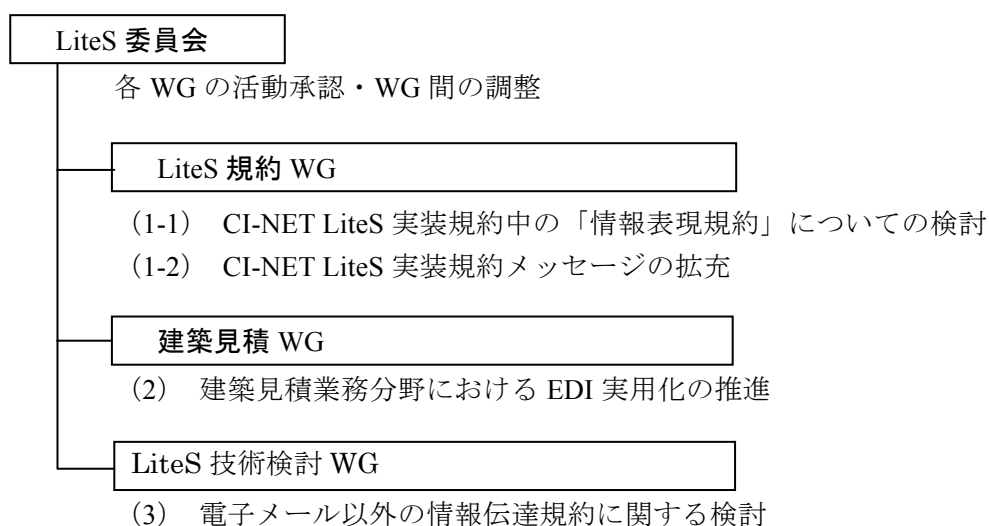 LiteS 委員会
各 WG の活動承認・WG 間の調整
LiteS 規約 WG
（1-1） CI-NET LiteS 実装規約中の「情報表現規約」についての検討
（1-2） CI-NET LiteS 実装規約メッセージの拡充
建築見積 WG
（2） 建築見積業務分野における EDI 実用化の推進
LiteS 技術検討 WG
（3） 電子メール以外の情報伝達規約に関する検討